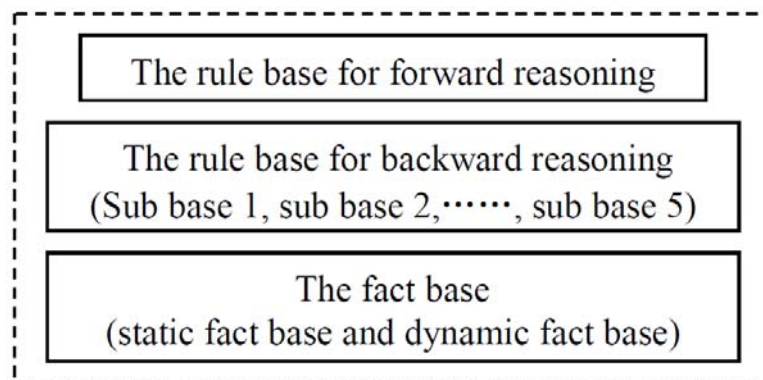 The rule base for forward reasoning
The rule base for backward reasoning
(Sub base 1, sub base 2,⋯⋯, sub base 5)
The fact base
(static fact base and dynamic fact base)